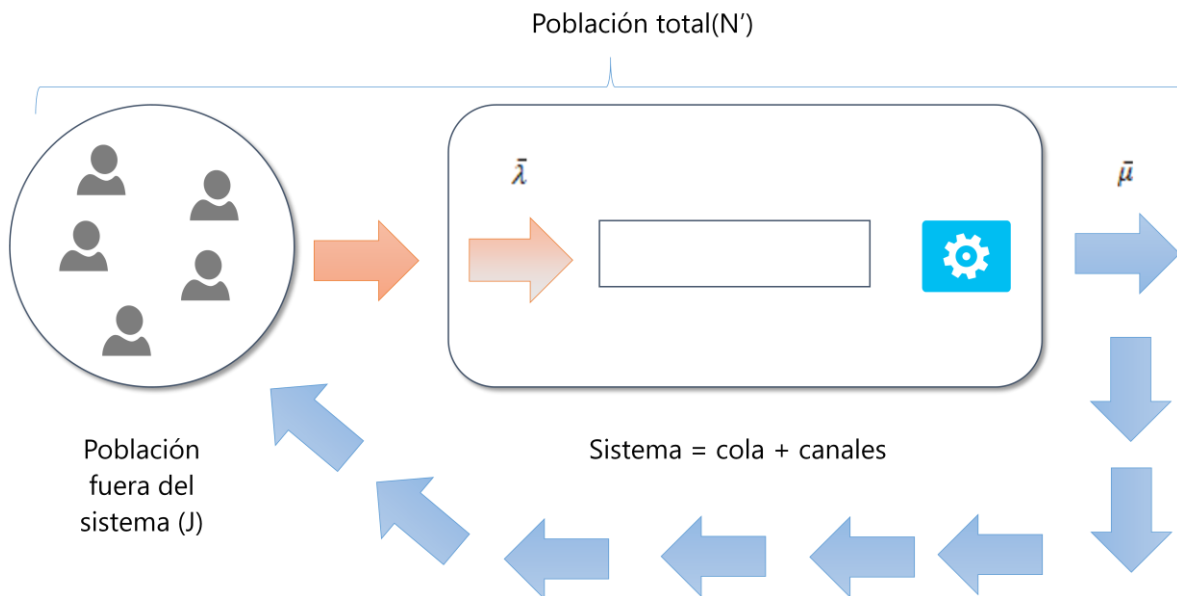 Población total(N’)
λ̄
μ̄
Población
fuera del
sistema (J)
Sistema = cola + canales